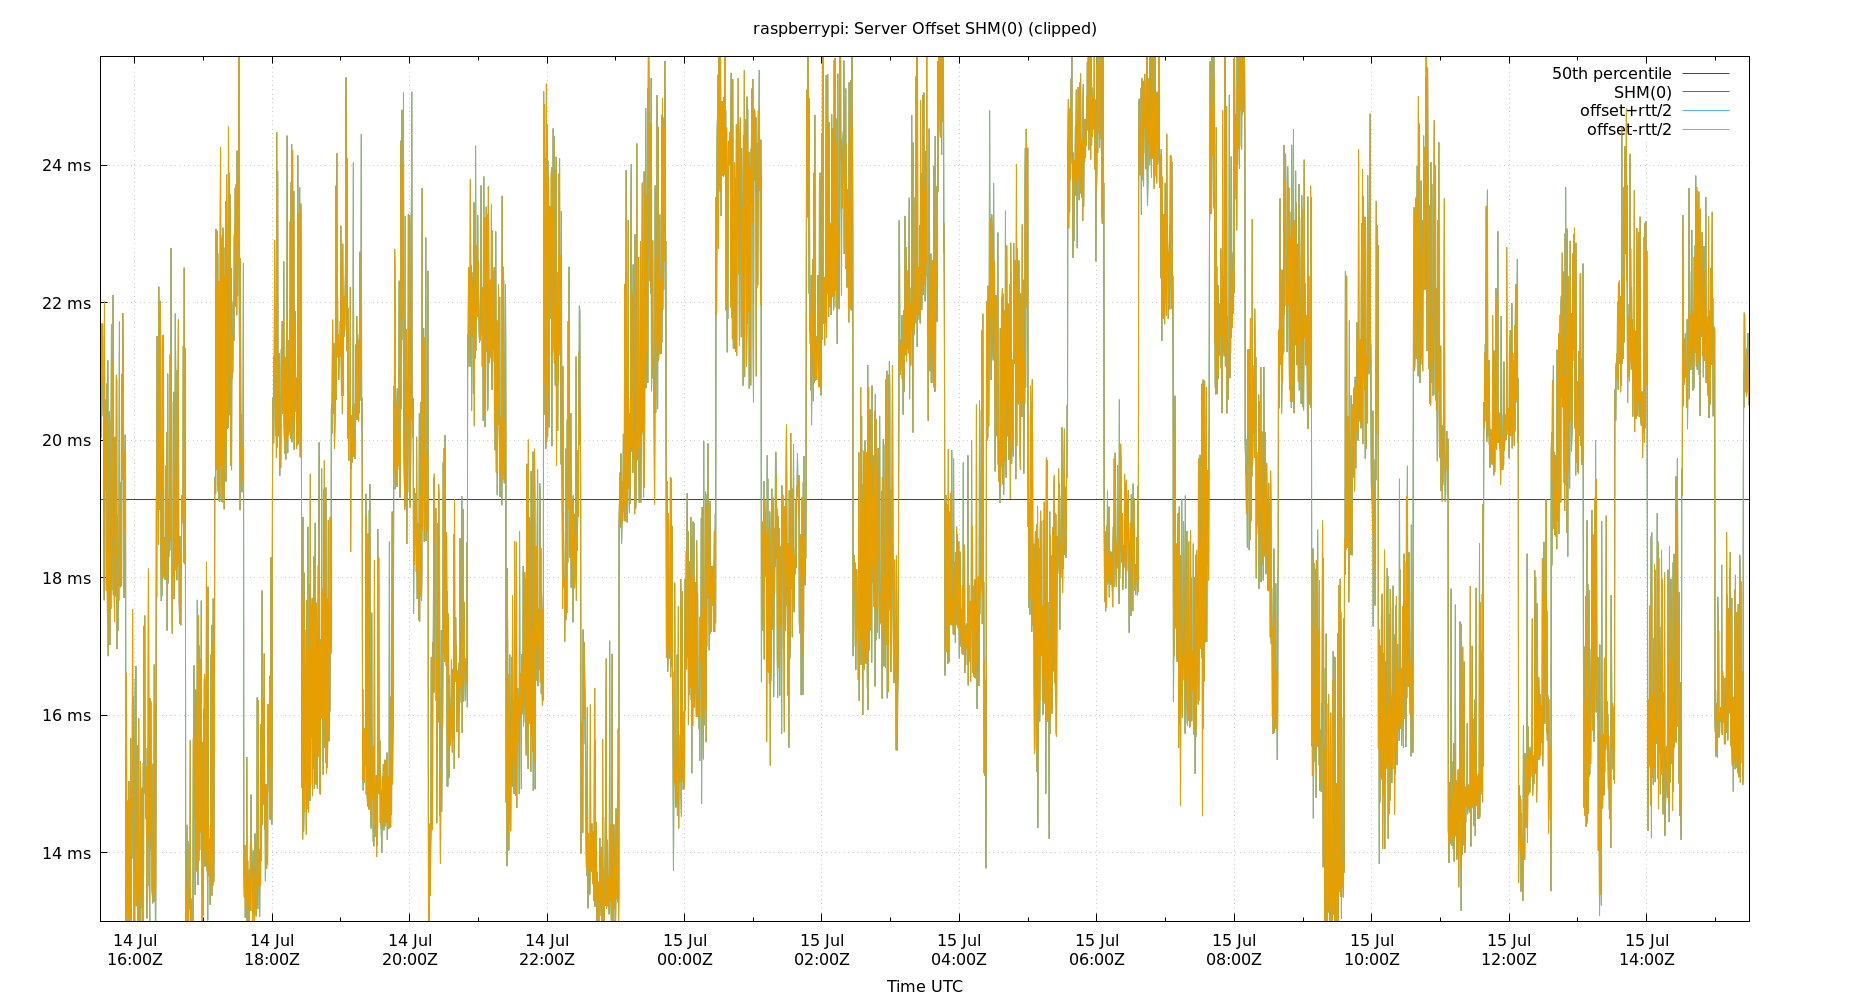 raspberrypi: Server Offset SHM(0) (clipped)
50th percentile
SHM(0)
offset+rtt/2
offset-rtt/2
24 ms
22 ms
20 ms
18 ms
16 ms
14 ms
14 Jul 14 Jul 14 Jul 14 Jul 15 Jul 15 Jul 15 Jul 15 Jul 15 Jul 15 Jul 15 Jul 15 Jul
16:00Z 18:00Z 20:00Z 22:00Z 00:00Z 02:00Z 04:00Z 06:00Z 08:00Z 10:00Z 12:00Z 14:00Z
Time UTC